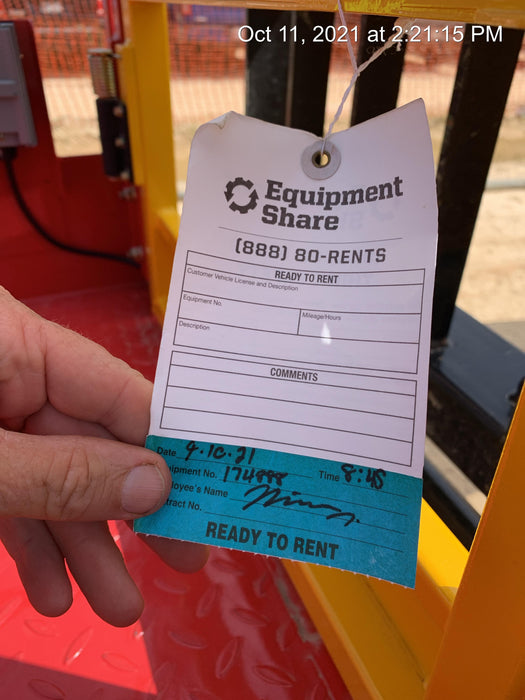 Oct 11, 2021 at 2:21:15 PM
Equipment
Share
(888) 80-RENTS
READY TO RENT
Customer Vehicle License and Description
Equipment No.
Mileage/Hours
Description
COMMENTS
Date 9.10.21
ipment No. 174888 Time 8:45
loyee's Name
tract No.
READY TO RENT